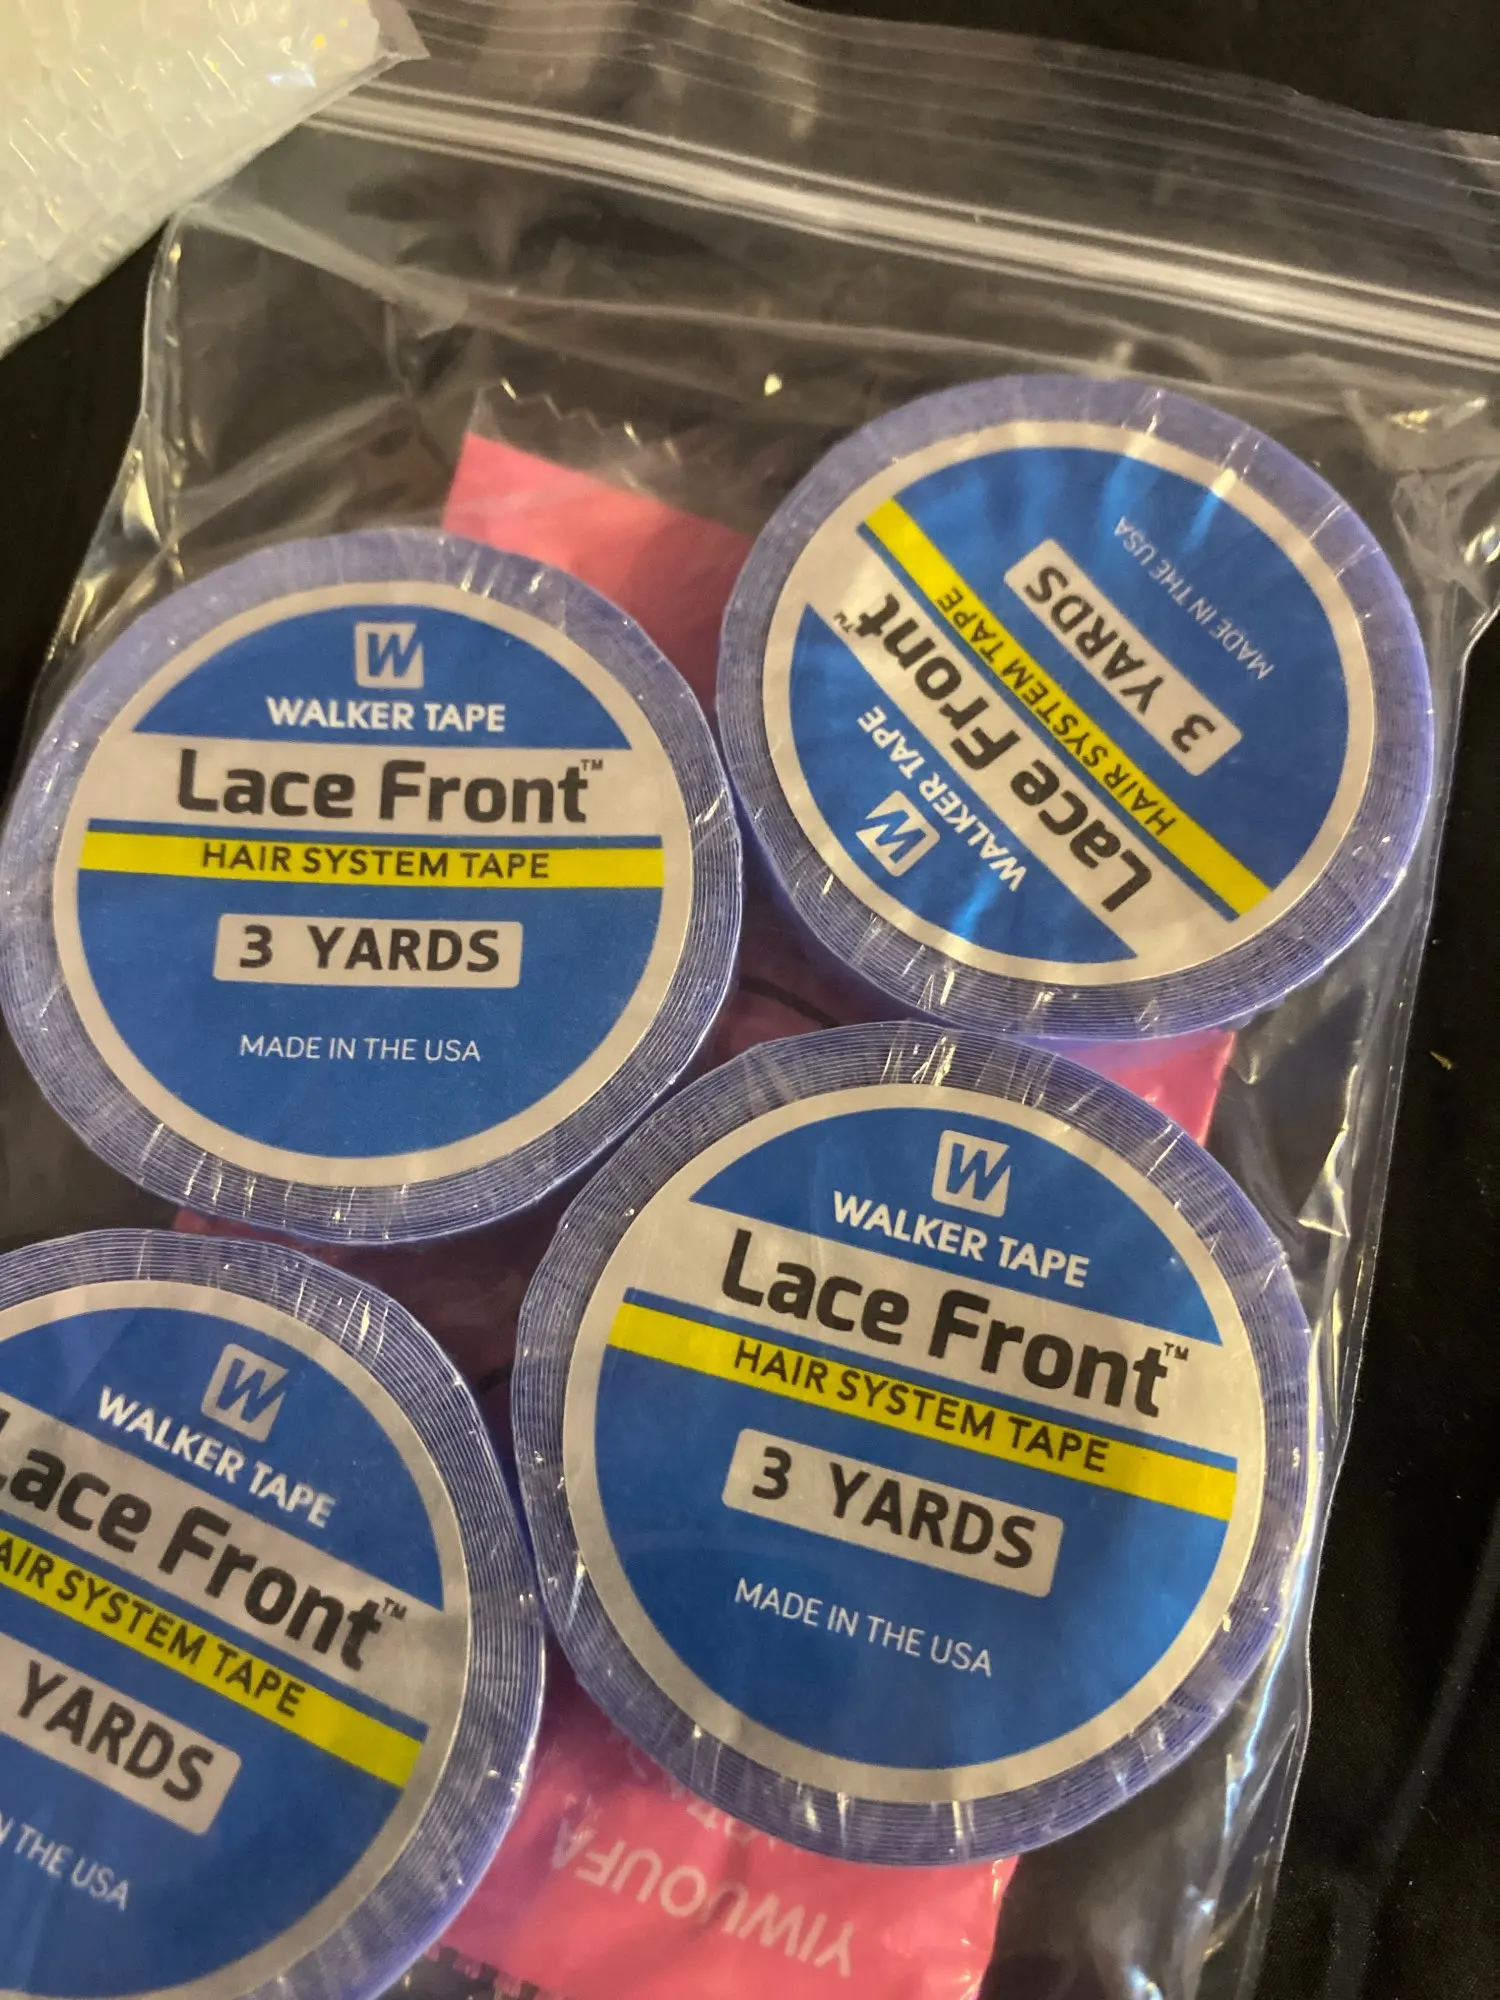 W
WALKER TAPE
Lace Front™
HAIR SYSTEM TAPE
3 YARDS
MADE IN THE USA
W
WALKER TAPE
Lace Front™
HAIR SYSTEM TAPE
3 YARDS
MADE IN THE USA
W
WALKER TAPE
Lace Front™
HAIR SYSTEM TAPE
3 YARDS
MADE IN THE USA
W
WALKER TAPE
Lace Front™
AIR SYSTEM TAPE
YARDS
N THE USA
YIWUOUFA